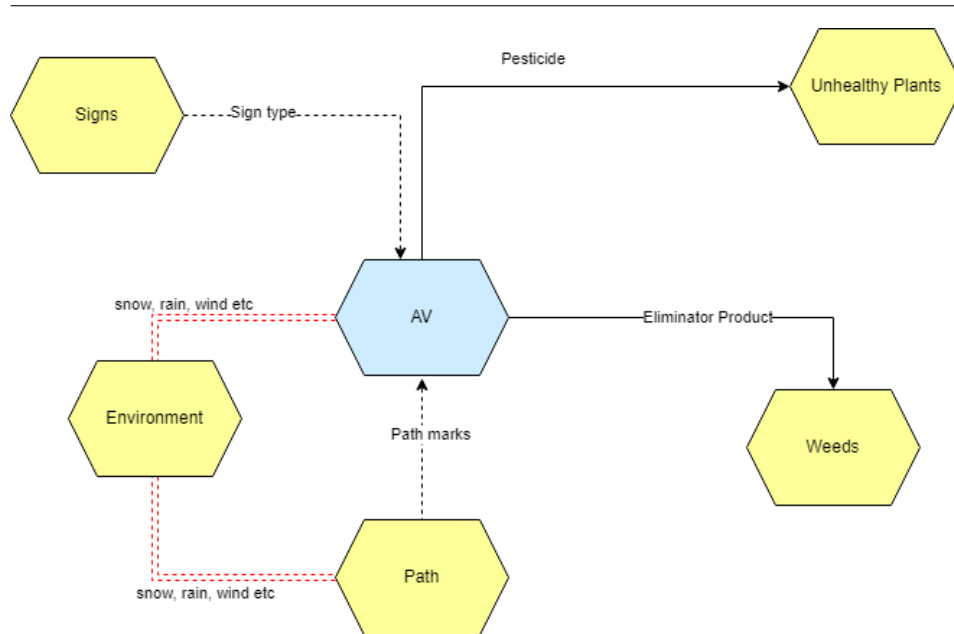 Pesticide
Unhealthy Plants
Signs
Sign type
snow, rain, wind etc
AV
Eliminator Product
Environment
Path marks
Weeds
Path
snow, rain, wind etc